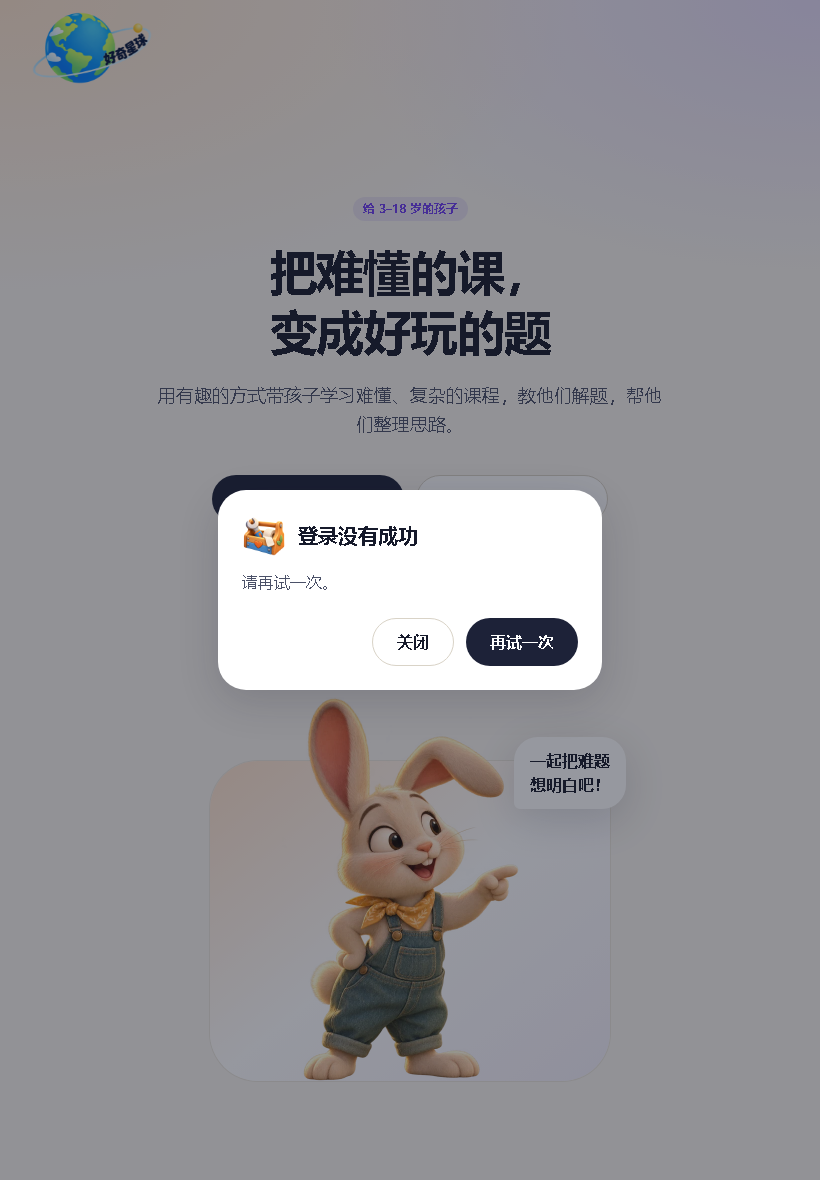 好奇星球
给 3–18 岁的孩子
把难懂的课，
变成好玩的题
用有趣的方式带孩子学习难懂、复杂的课程，教他们解题，帮他
们整理思路。
登录没有成功
请再试一次。
关闭
再试一次
一起把难题
想明白吧！